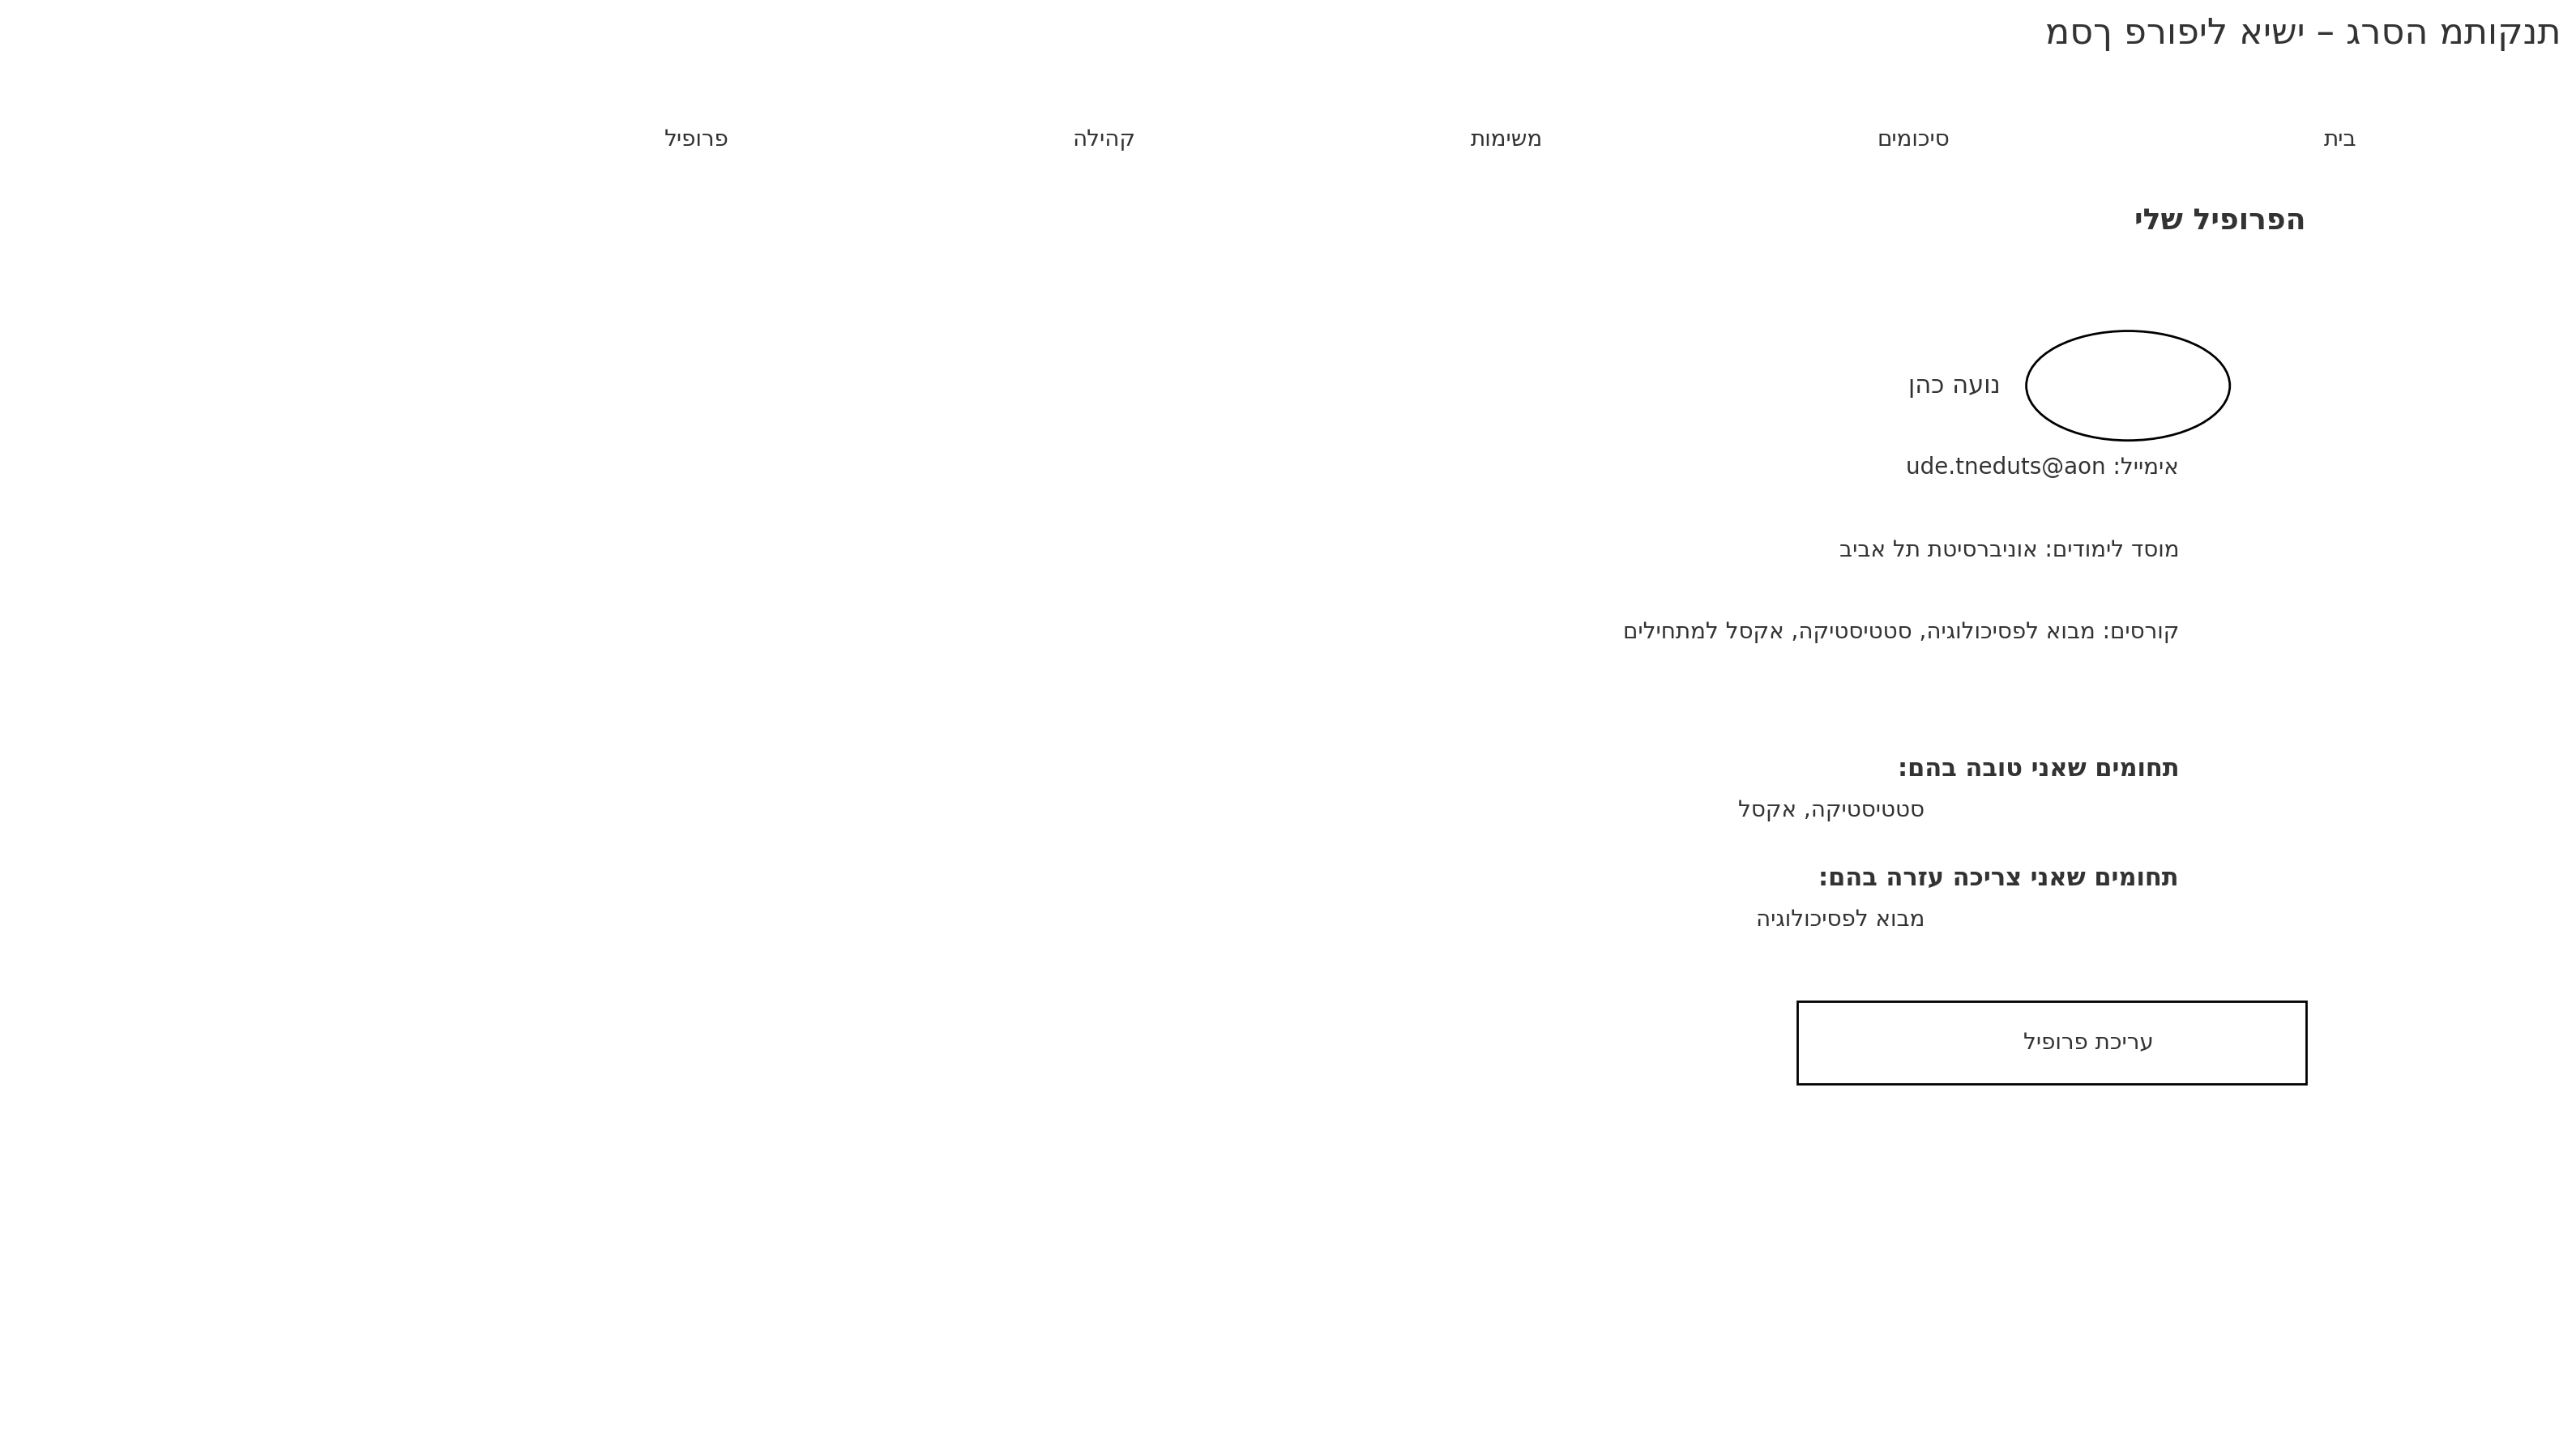 תנקותמ הסרג – ישיא ליפורפ ךסמ
בית סיכומים משימות קהילה פרופיל
הפרופיל שלי
נועה כהן
אימייל: ude.tneduts@aon
מוסד לימודים: אוניברסיטת תל אביב
קורסים: מבוא לפסיכולוגיה, סטטיסטיקה, אקסל למתחילים
תחומים שאני טובה בהם:
סטטיסטיקה, אקסל
תחומים שאני צריכה עזרה בהם:
מבוא לפסיכולוגיה
עריכת פרופיל